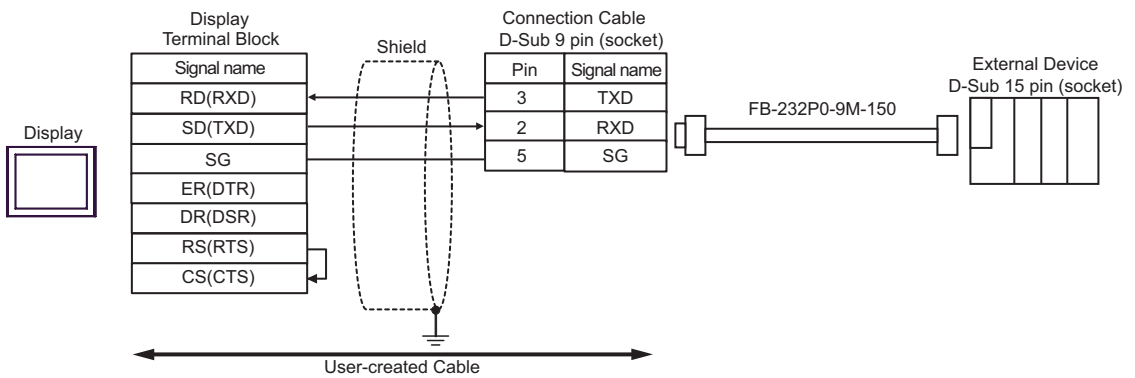 Display
Terminal Block
Shield
Connection Cable
D-Sub 9 pin (socket)
External Device
D-Sub 15 pin (socket)
Signal name
Pin
Signal name
RD(RXD)
3
TXD
SD(TXD)
2
RXD
SG
5
SG
ER(DTR)
DR(DSR)
RS(RTS)
CS(CTS)
FB-232P0-9M-150
Display
User-created Cable